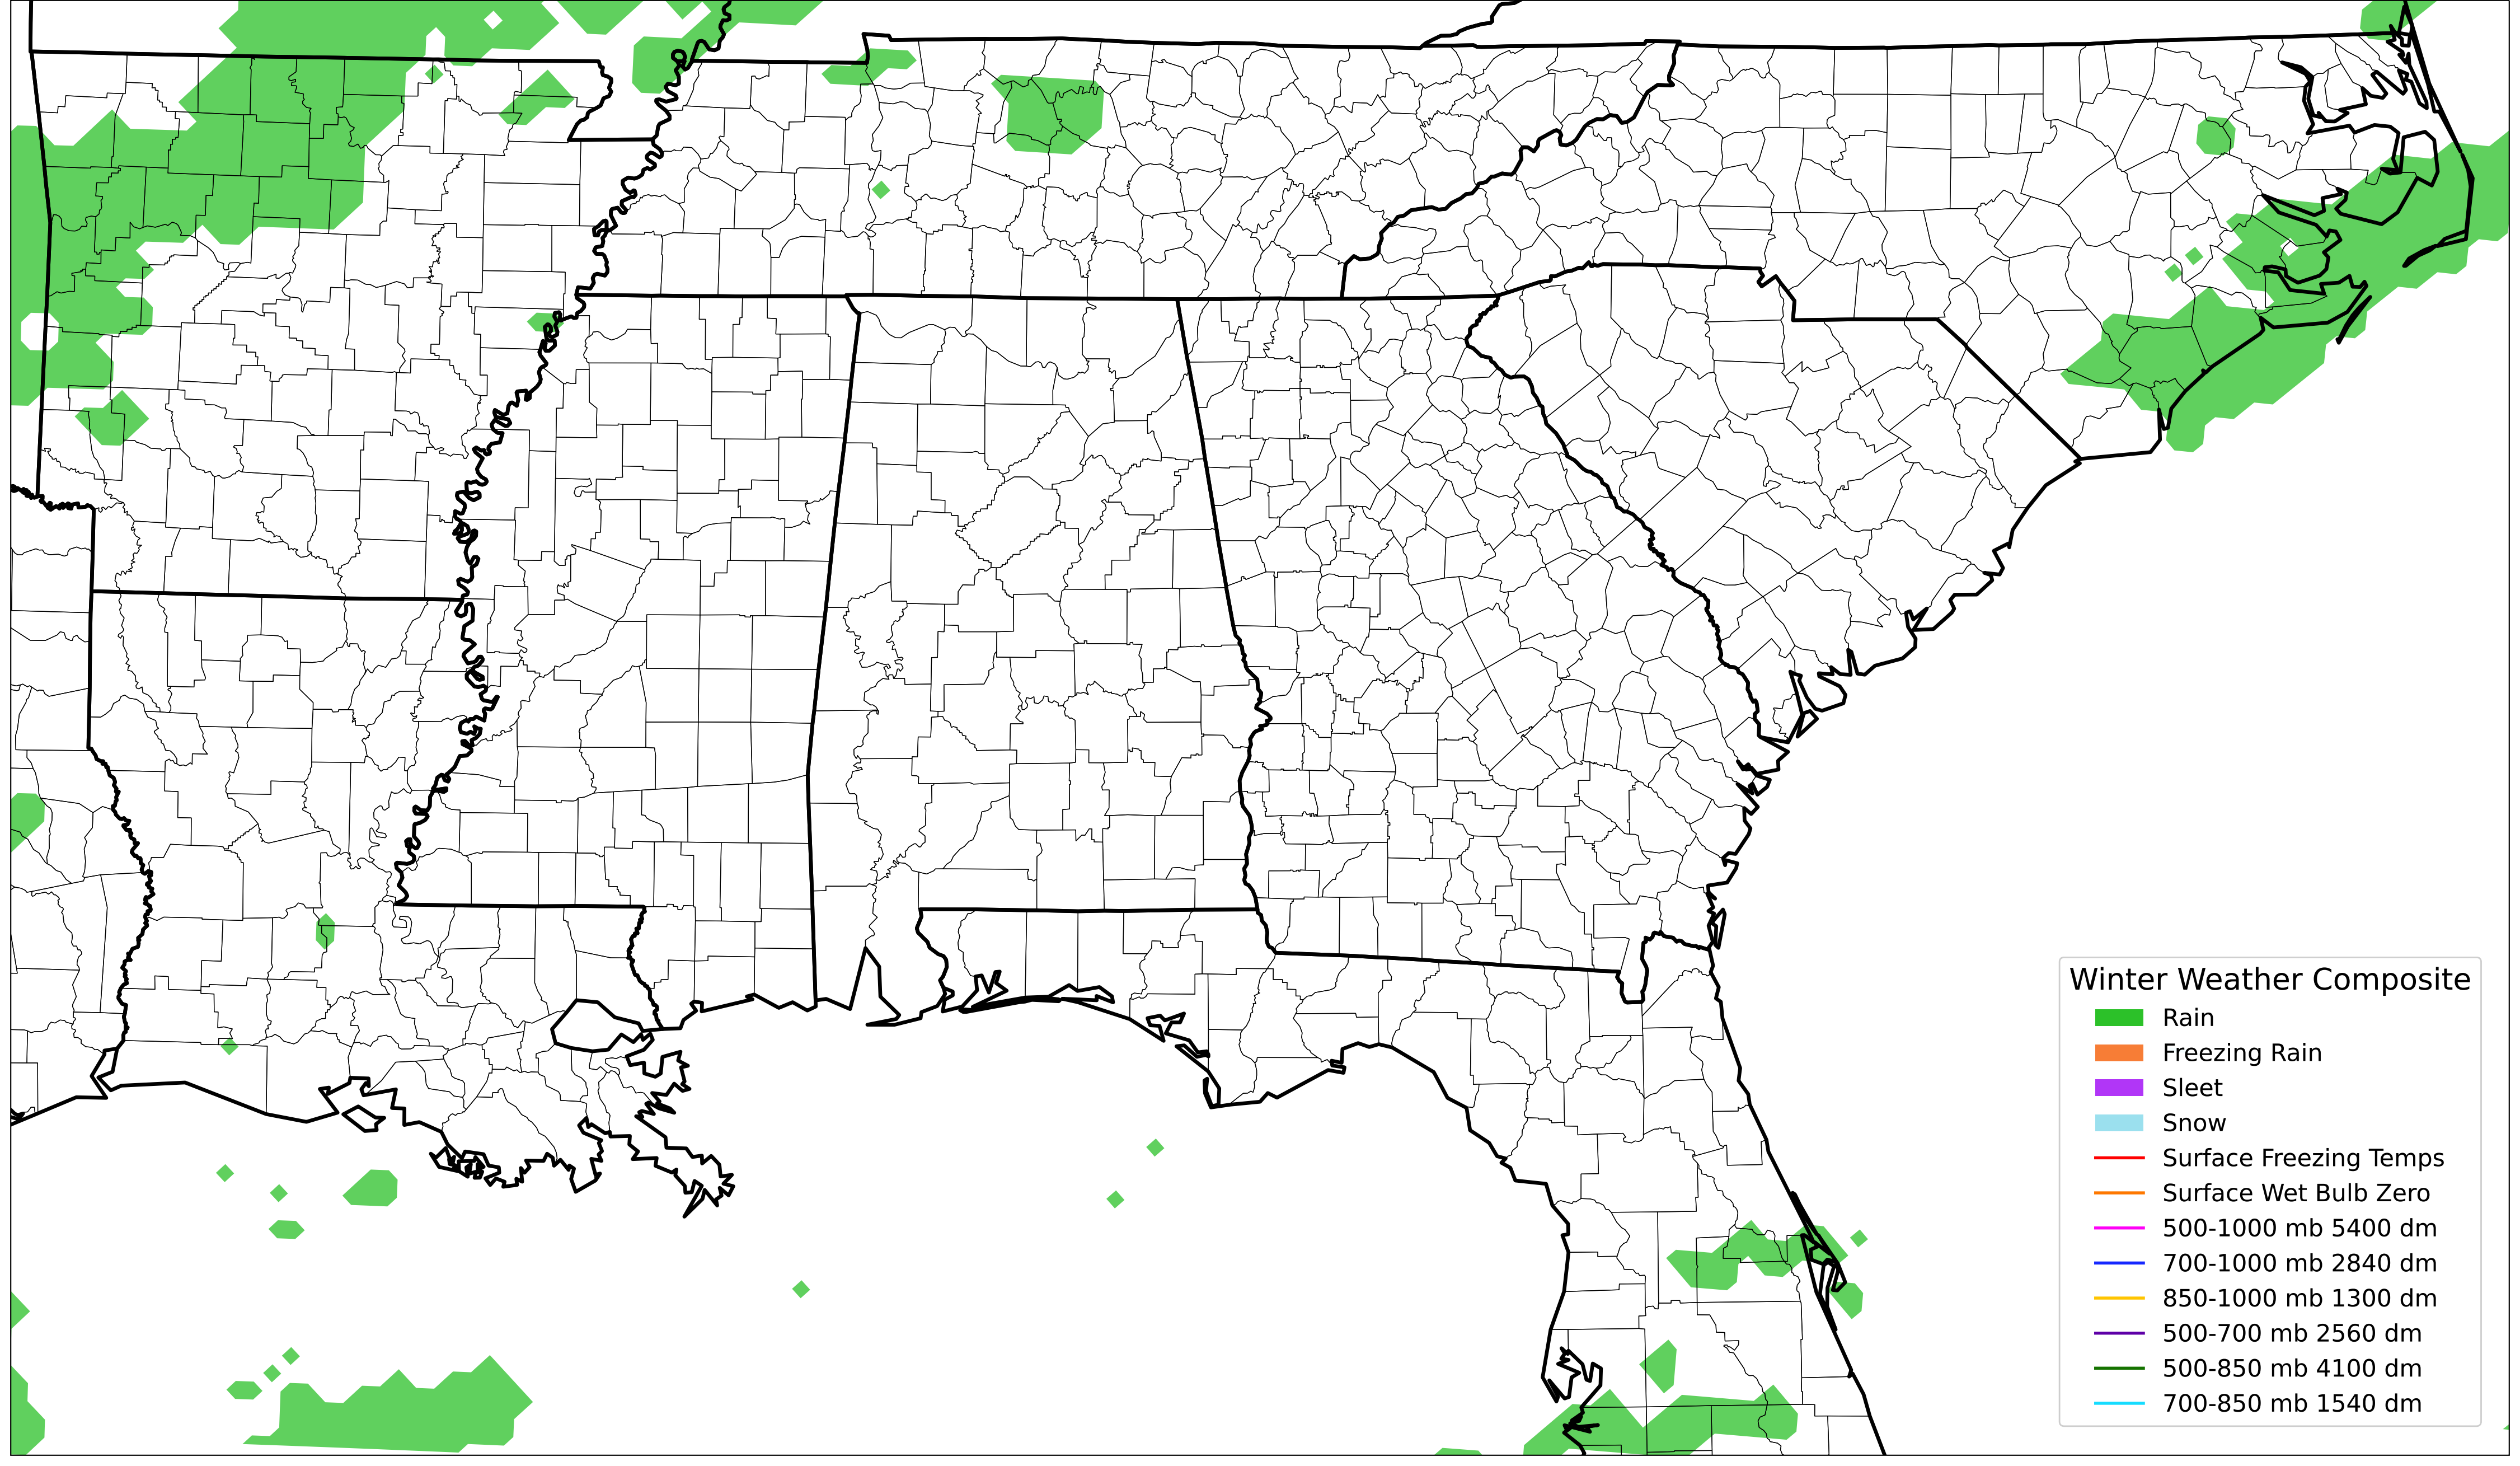 Winter Weather Composite
Rain
Freezing Rain
Sleet
Snow
Surface Freezing Temps
Surface Wet Bulb Zero
500-1000 mb 5400 dm
700-1000 mb 2840 dm
850-1000 mb 1300 dm
500-700 mb 2560 dm
500-850 mb 4100 dm
700-850 mb 1540 dm